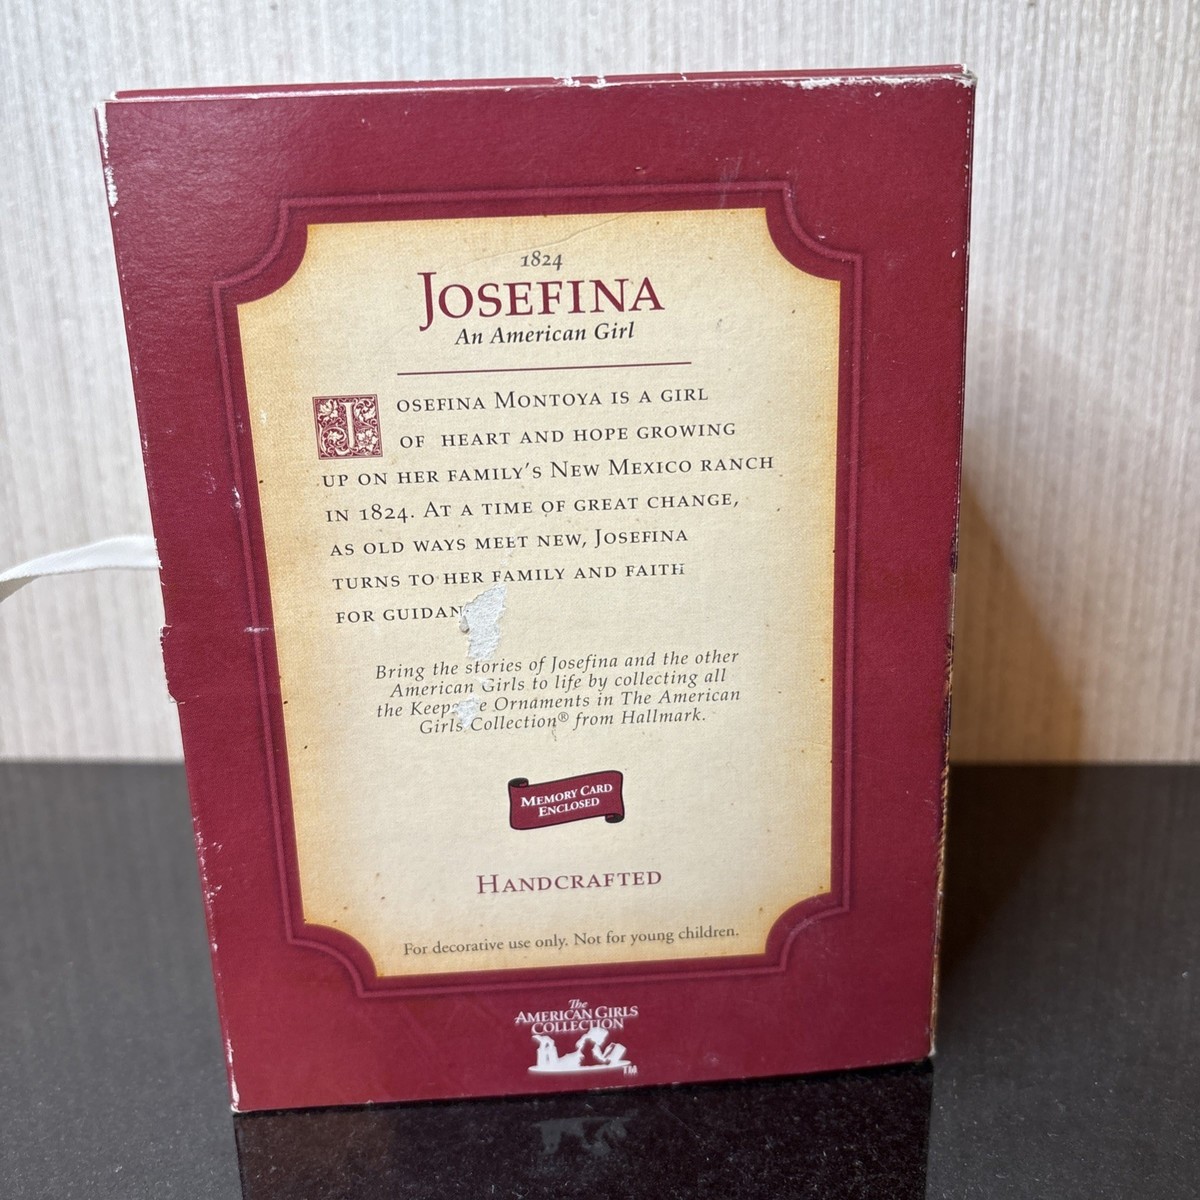 1824
JOSEFINA
An American Girl
JOSEFINA MONTOYA IS A GIRL
OF HEART AND HOPE GROWING
UP ON HER FAMILY'S NEW MEXICO RANCH
IN 1824. AT A TIME OF GREAT CHANGE,
AS OLD WAYS MEET NEW, JOSEFINA
TURNS TO HER FAMILY AND FAITH
FOR GUIDAN
Bring the stories of Josefina and the other
American Girls to life by collecting all
the Keeps e Ornaments in The American
Girls Collection® from Hallmark.
MEMORY CARD
ENCLOSED
HANDCRAFTED
For decorative use only. Not for young children.
The
AMERICAN GIRLS
COLLECTION
TM